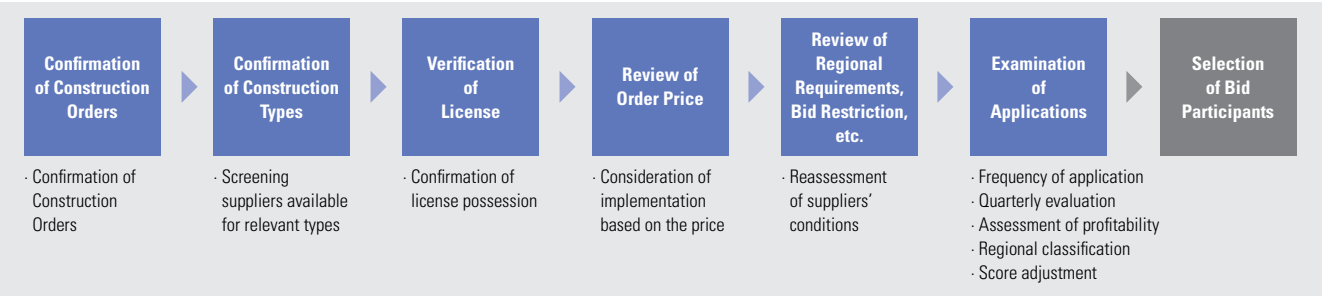 Confirmation
of Construction
Orders
Confirmation
of Construction
Types
Verification
of
License
Review of
Order Price
Review of
Regional
Requirements,
Bid Restriction,
etc.
Examination
of
Applications
Selection
of Bid
Participants
· Confirmation of
Construction
Orders
· Screening
suppliers available
for relevant types
· Confirmation of
license possession
· Consideration of
implementation
based on the price
· Reassessment
of suppliers’
conditions
· Frequency of application
· Quarterly evaluation
· Assessment of profitability
· Regional classification
· Score adjustment